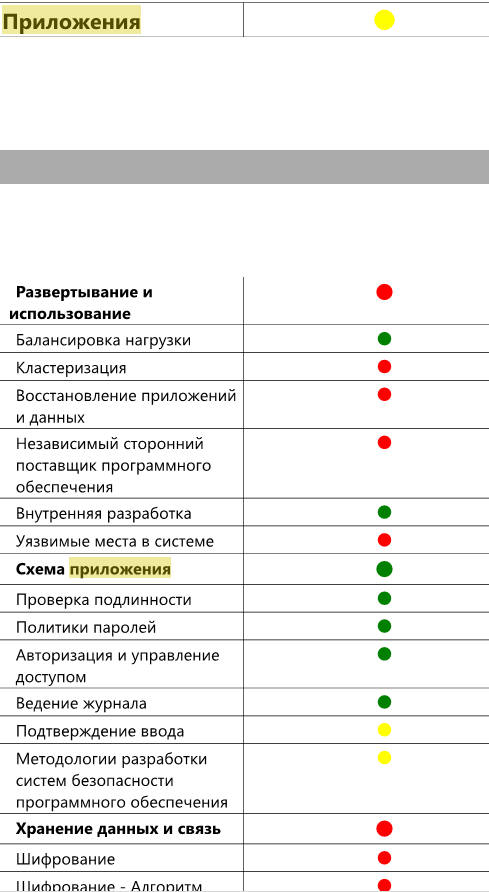 Приложения
Развертывание и
использование
Балансировка нагрузки
Кластеризация
Восстановление приложений
и данных
Независимый сторонний
поставщик программного
обеспечения
Внутренняя разработка
Уязвимые места в системе
Схема приложения
Проверка подлинности
Политики паролей
Авторизация и управление
доступом
Ведение журнала
Подтверждение ввода
Методологии разработки
систем безопасности
программного обеспечения
Хранение данных и связь
Шифрование
Шифрование - Алгоритм